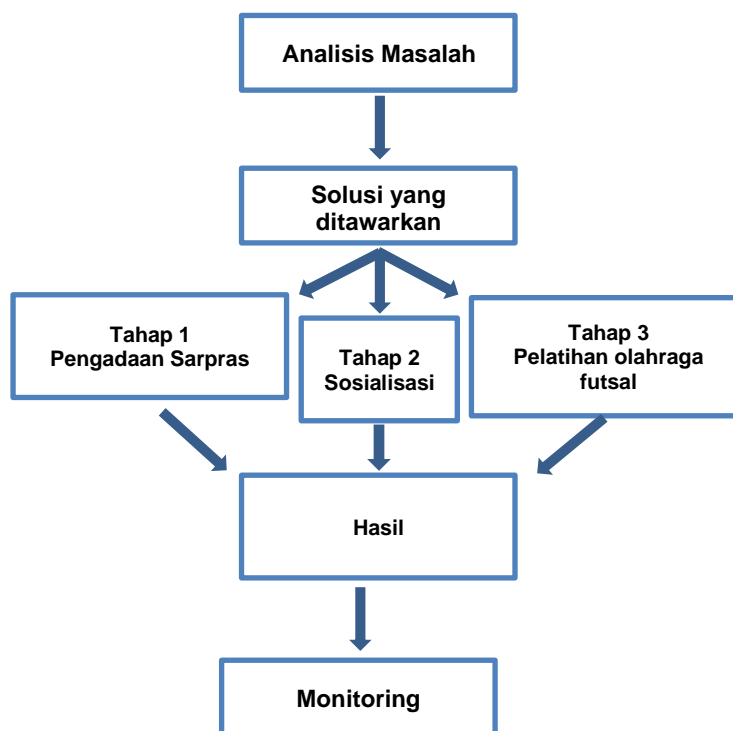 Analisis Masalah
Solusi yang
ditawarkan
Tahap 1
Pengadaan Sarpras
Tahap 2
Sosialisasi
Tahap 3
Pelatihan olahraga
futsal
Hasil
Monitoring